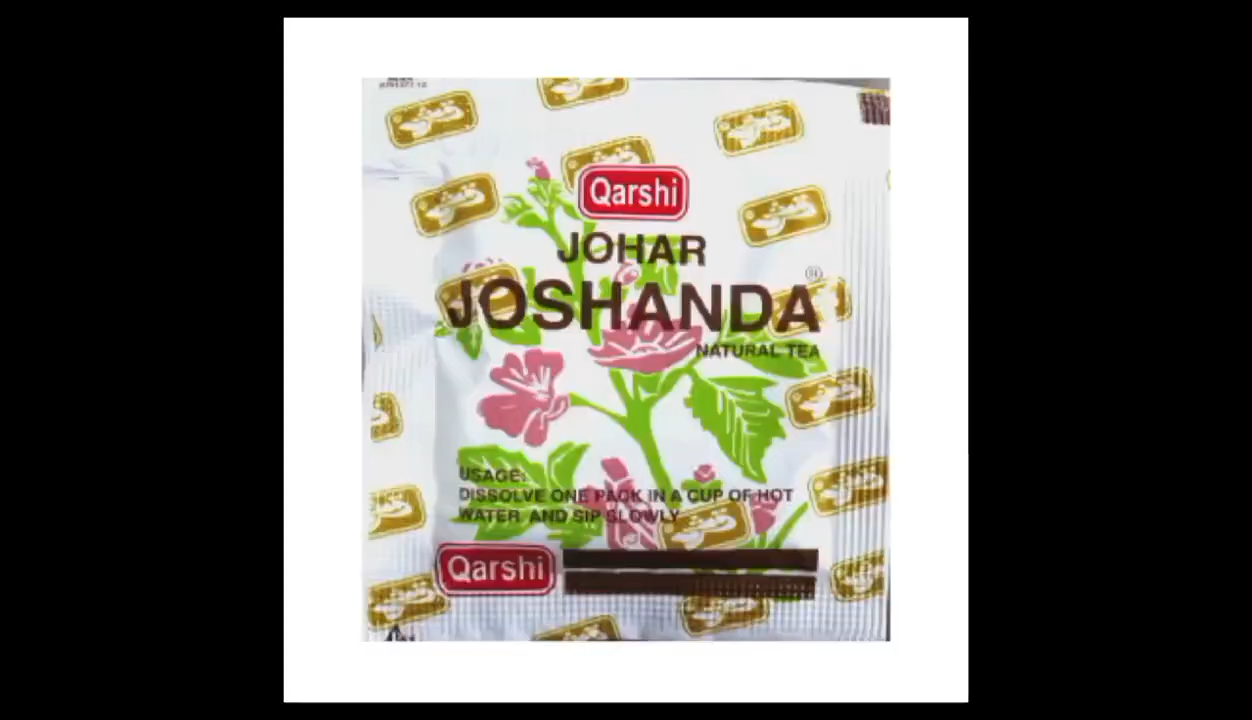 Qarshi
JOHAR
JOSHANDA
NATURAL TEA
USAGE:
DISSOLVE ONE PACK IN A CUP OF HOT
WATER AND SIP SLOWLY
Qarshi